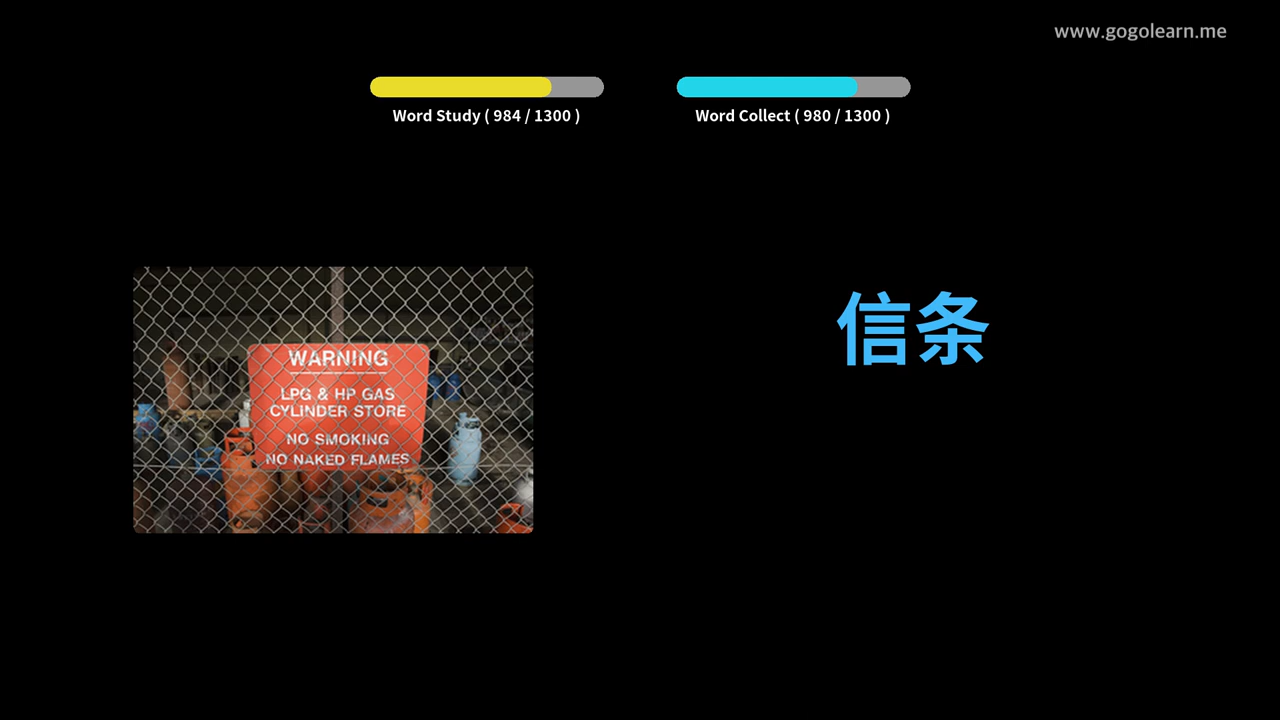 www.gogolearn.me
Word Study ( 984 / 1300 )
Word Collect ( 980 / 1300 )
WARNING
LPG & HP GAS
CYLINDER STORE
NO SMOKING
NO NAKED FLAMES
信条